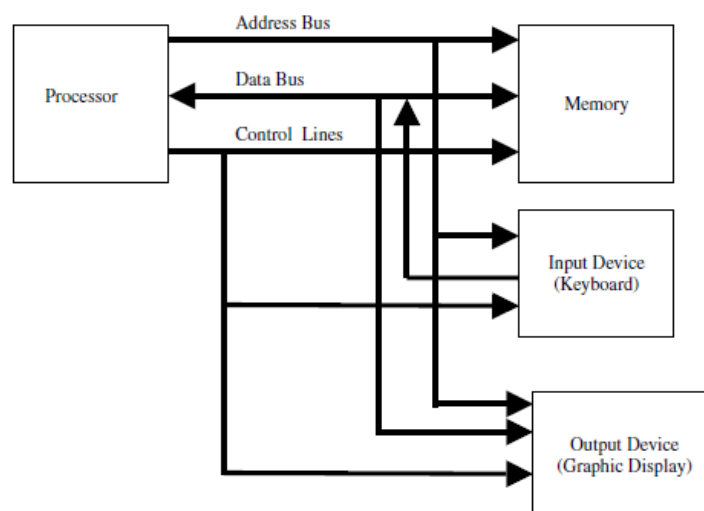 Address Bus
Processor
Data Bus
Memory
Control Lines
Input Device
(Keyboard)
Output Device
(Graphic Display)